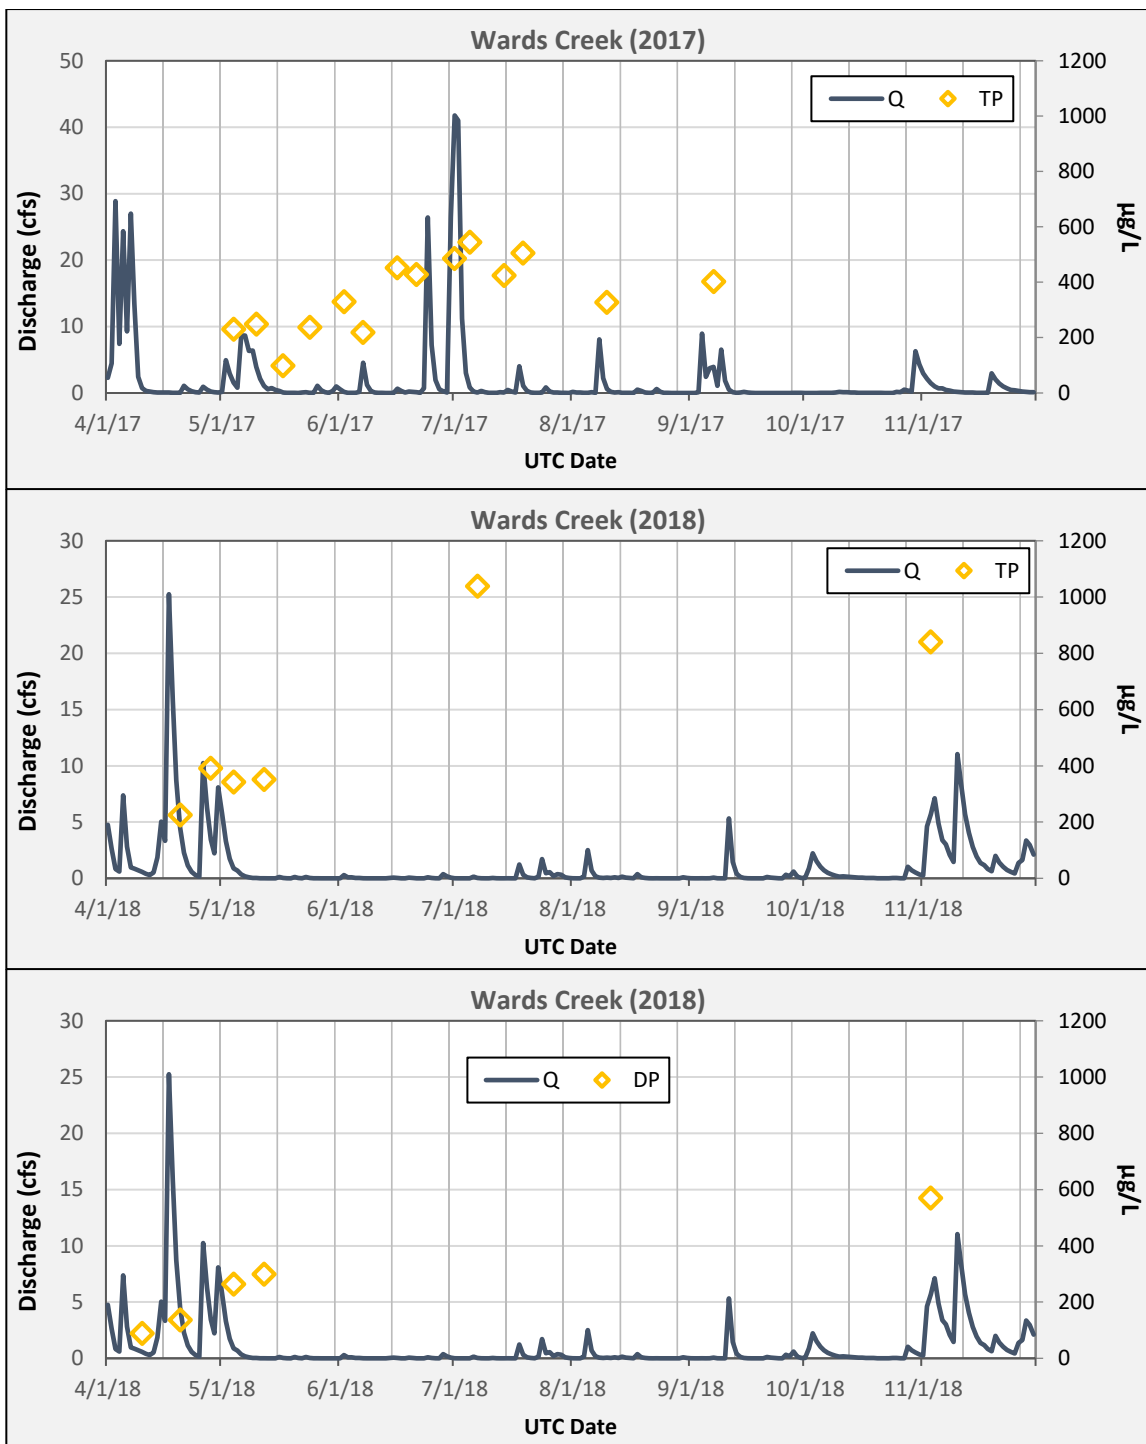 Wards Creek (2017)
50 1200
Q TP
1000
40
800
30
600
20
400
10
200
0 0
Discharge (cfs)
µg/L
4/1/17 5/1/17 6/1/17 7/1/17 8/1/17 9/1/17 10/1/17 11/1/17
UTC Date
Wards Creek (2018)
30 1200
Q TP
25 1000
20 800
15 600
10 400
5 200
0 0
Discharge (cfs)
µg/L
4/1/18 5/1/18 6/1/18 7/1/18 8/1/18 9/1/18 10/1/18 11/1/18
UTC Date
Wards Creek (2018)
30 1200
Q DP
25 1000
20 800
15 600
10 400
5 200
0 0
Discharge (cfs)
µg/L
4/1/18 5/1/18 6/1/18 7/1/18 8/1/18 9/1/18 10/1/18 11/1/18
UTC Date